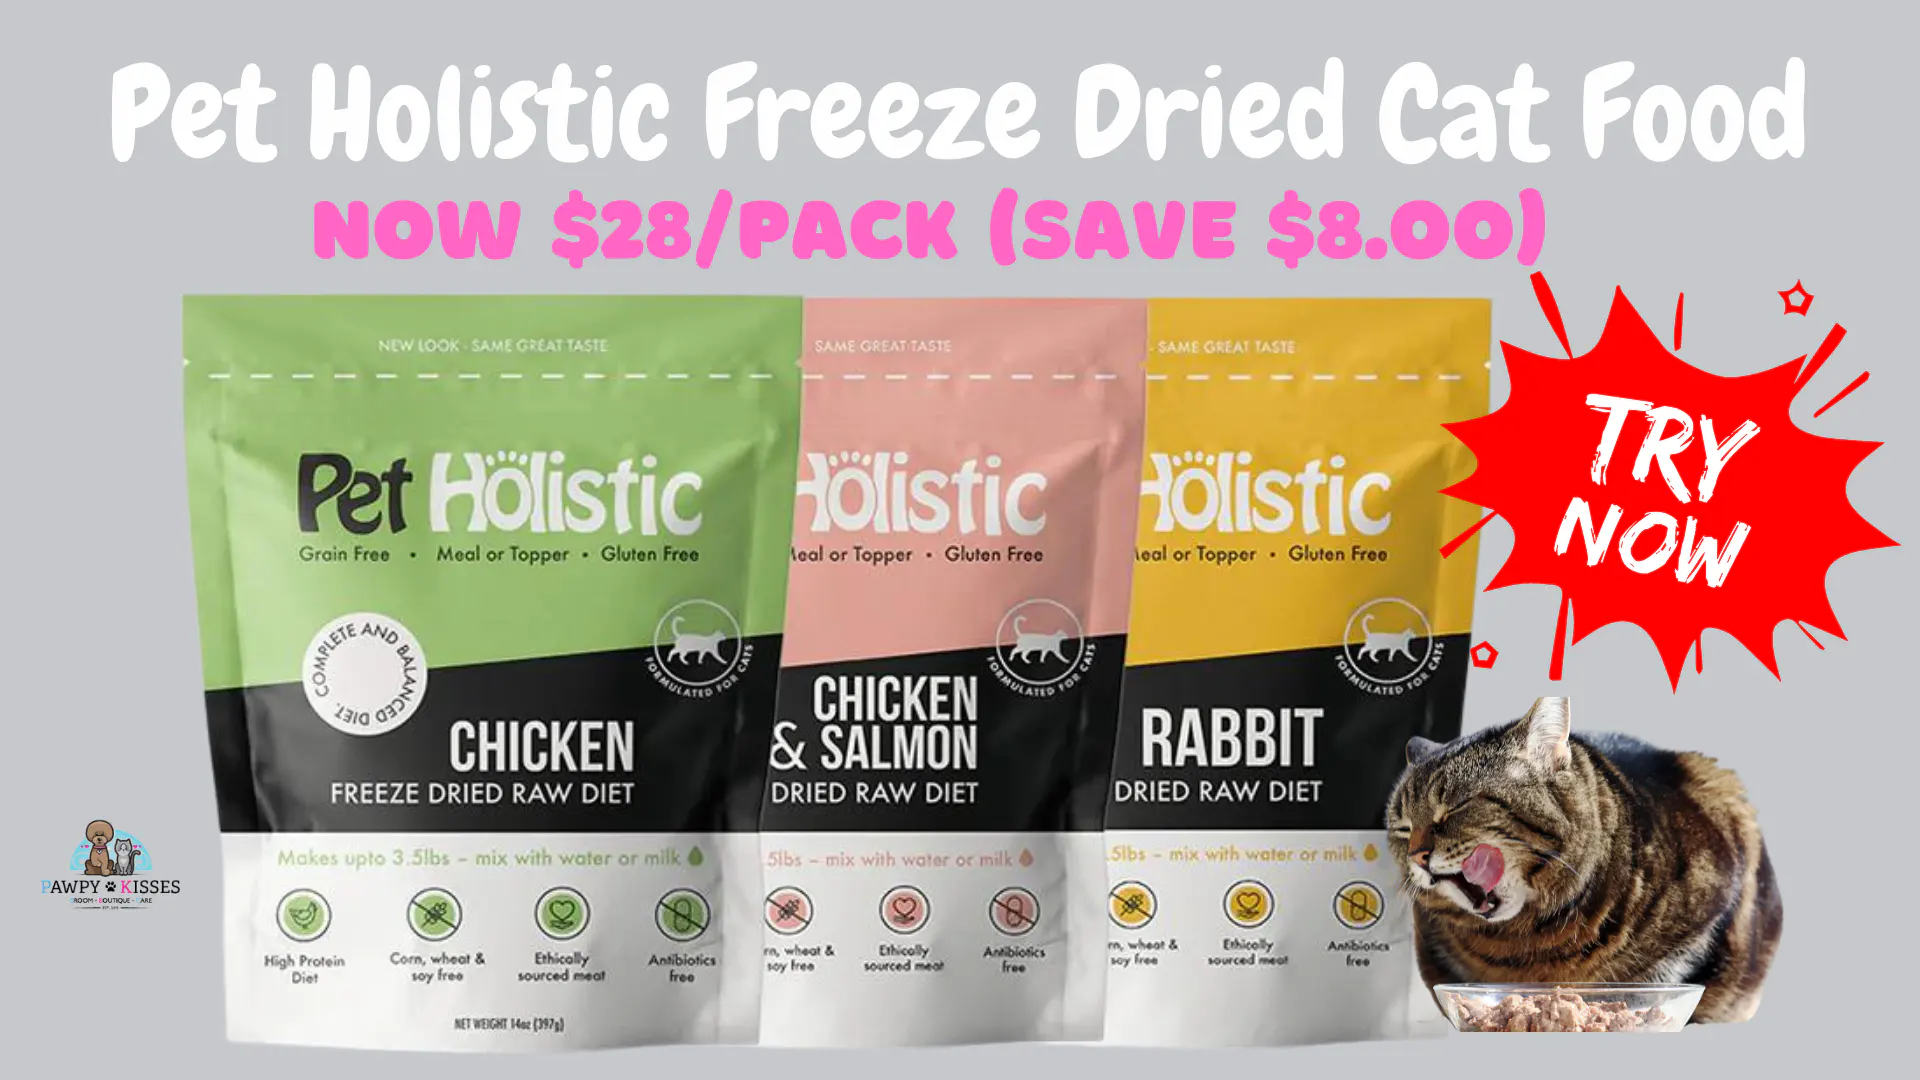 Pet Holistic Freeze Dried Cat Food
NOW $28/PACK (SAVE $8.00)
NEW LOOK - SAME GREAT TASTE
Pet Holistic
Grain Free • Meal or Topper • Gluten Free
COMPLETE AND BALANCED DIET.
FORMULATED FOR CATS
CHICKEN
FREEZE DRIED RAW DIET
Makes upto 3.5lbs – mix with water or milk
High Protein
Diet
Corn, wheat &
soy free
Ethically
sourced meat
Antibiotics
free
NET WEIGHT 14oz (397g)
SAME GREAT TASTE
Holistic
Meal or Topper • Gluten Free
FORMULATED FOR CATS
CHICKEN
& SALMON
DRIED RAW DIET
.5lbs – mix with water or milk
rn, wheat &
soy free
Ethically
sourced meat
Antibiotics
free
- SAME GREAT TASTE
Holistic
eal or Topper • Gluten Free
FORMULATED FOR CATS
RABBIT
DRIED RAW DIET
.5lbs – mix with water or milk
rn, wheat &
soy free
Ethically
sourced meat
Antibiotics
free
TRY
NOW
PAWPY KISSES